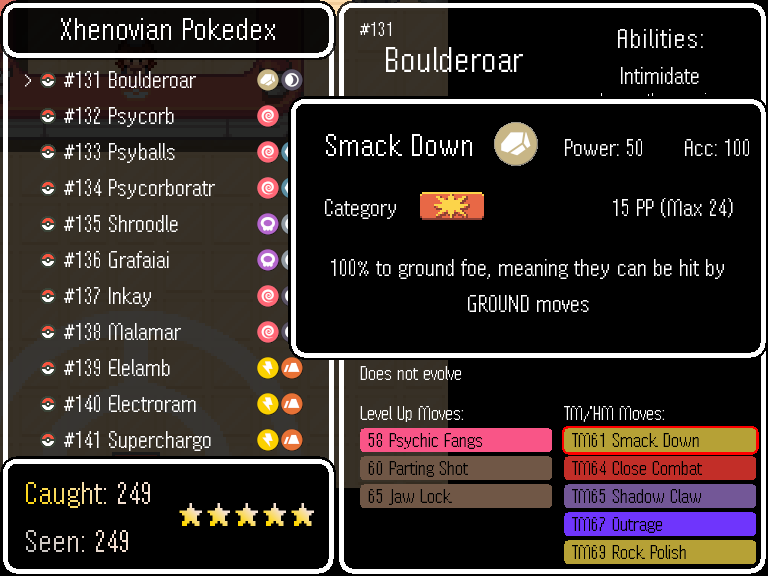 Xhenovian Pokedex
> #131 Boulderoar
#132 Psycorb
#133 Psyballs
#134 Psycorboratr
#135 Shroodle
#136 Grafaiai
#137 Inkay
#138 Malamar
#139 Elelamb
#140 Electroram
#141 Superchargo
Caught: 249
Seen: 249
#131
Boulderoar
Abilities:
Intimidate
Smack Down
Power: 50
Acc: 100
Category
15 PP (Max 24)
100% to ground foe, meaning they can be hit by
GROUND moves
Does not evolve
Level Up Moves:
58 Psychic Fangs
60 Parting Shot
65 Jaw Lock
TM/HM Moves:
TM61 Smack Down
TM64 Close Combat
TM65 Shadow Claw
TM67 Outrage
TM69 Rock Polish